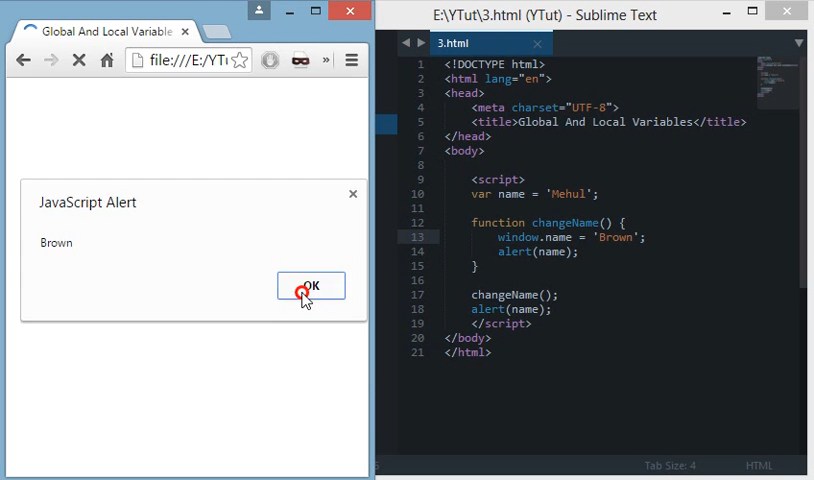 Global And Local Variable
file:///E:/YTu
JavaScript Alert
Brown
OK
E:\YTut\3.html (YTut) - Sublime Text
3.html
1 <!DOCTYPE html>
2 <html lang="en">
3 <head>
4 <meta charset="UTF-8">
5 <title>Global And Local Variables</title>
6 </head>
7 <body>
8
9 <script>
10 var name = 'Mehul';
11
12 function changeName() {
13 window.name = 'Brown';
14 alert(name);
15 }
16
17 changeName();
18 alert(name);
19 </script>
20 </body>
21 </html>
Tab Size: 4 HTML